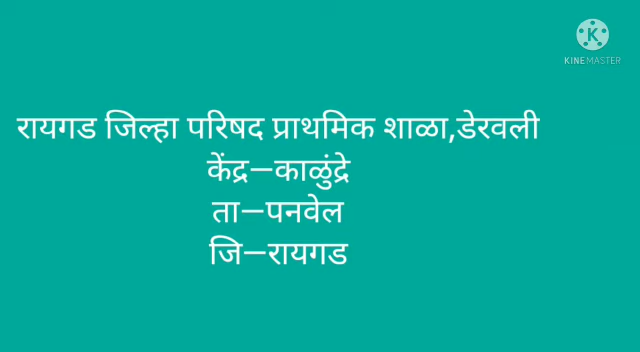 K
KINEMASTER
रायगड जिल्हा परिषद प्राथमिक शाळा,डेरवली
केंद्र—काळुंद्रे
ता—पनवेल
जि—रायगड